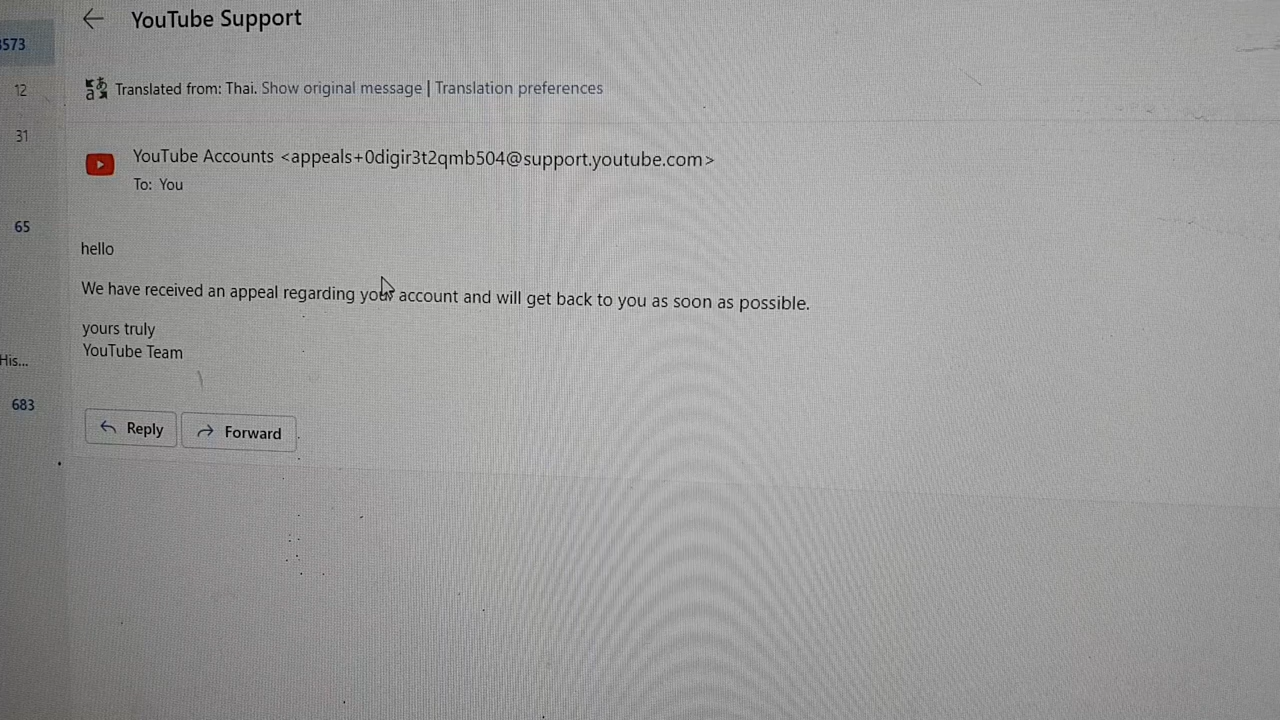 YouTube Support
3573
12
Translated from: Thai. Show original message | Translation preferences
31
YouTube Accounts <appeals+0digir3t2qmb504@support.youtube.com>
To: You
65
hello
We have received an appeal regarding your account and will get back to you as soon as possible.
yours truly
YouTube Team
His...
683
Reply
Forward